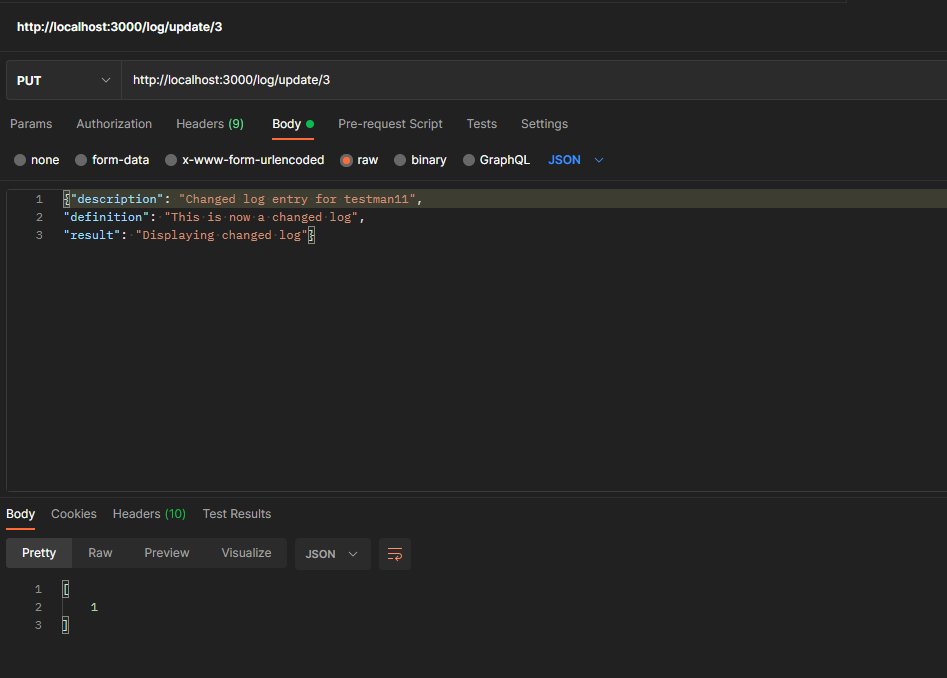 http://localhost:3000/log/update/3
PUT http://localhost:3000/log/update/3
Params Authorization Headers (9) Body Pre-request Script Tests Settings
none form-data x-www-form-urlencoded raw binary GraphQL JSON
1 {"description": "Changed log entry for testman11",
2 "definition": "This is now a changed log",
3 "result": "Displaying changed log"}
Body Cookies Headers (10) Test Results
Pretty Raw Preview Visualize JSON
1 [
2 1
3 ]